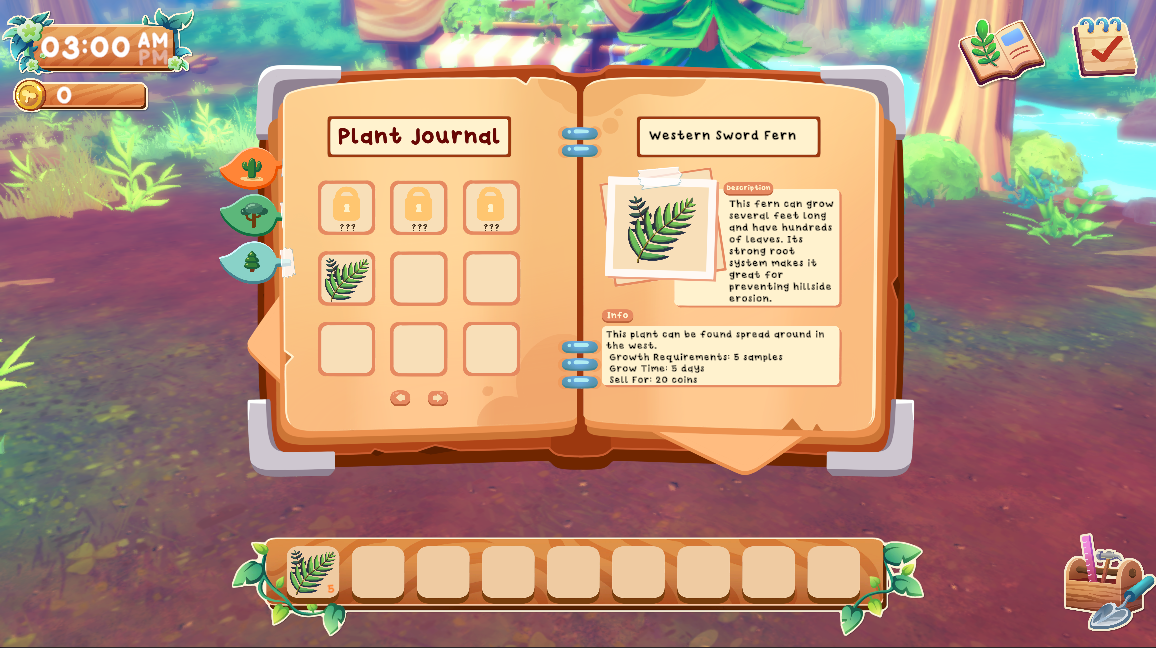 03:00 AM
PM
0
Plant Journal
???
???
???
Western Sword Fern
Description
This fern can grow
several feet long
and have hundreds
of leaves. Its
strong root
system makes it
great for
preventing hillside
erosion.
Info
This plant can be found spread around in
the west.
Growth Requirements: 5 samples
Grow Time: 5 days
Sell For: 20 coins
5